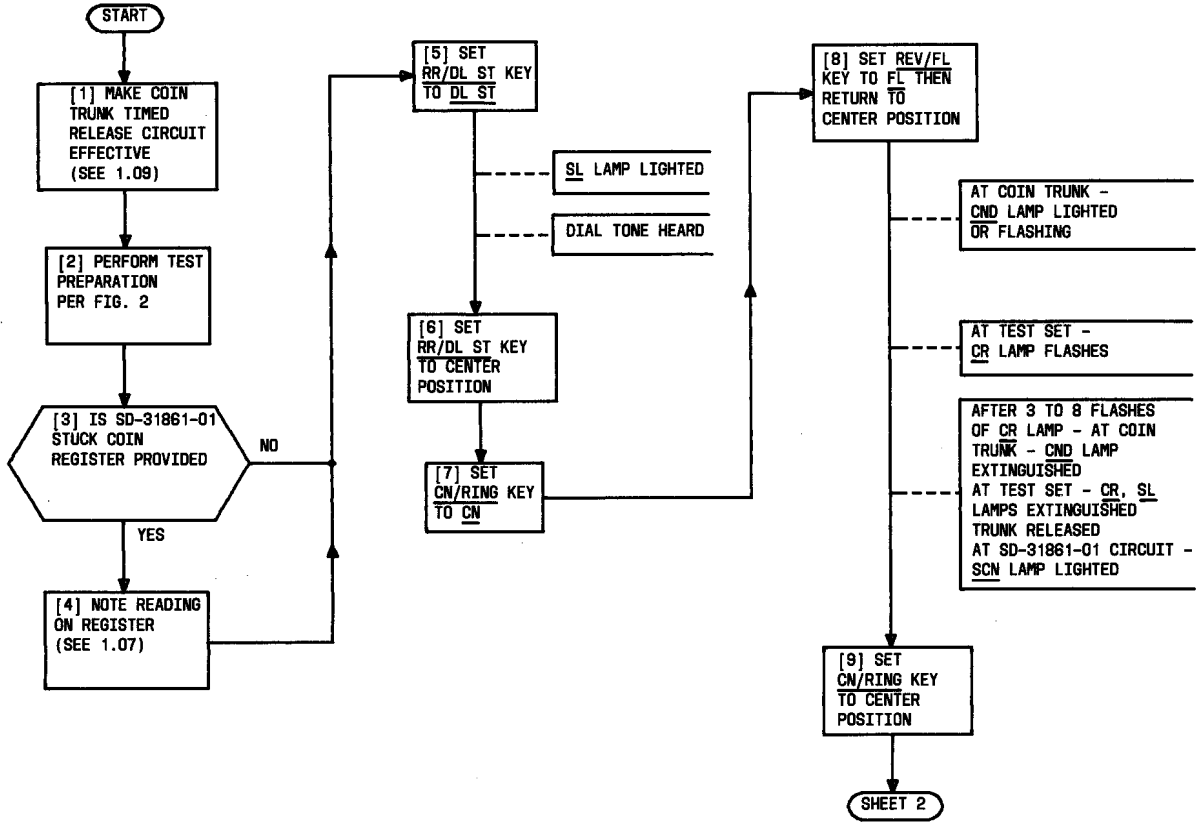 START
[1] MAKE COIN
TRUNK TIMED
RELEASE CIRCUIT
EFFECTIVE
(SEE 1.09)
[2] PERFORM TEST
PREPARATION
PER FIG. 2
[3] IS SD-31861-01
STUCK COIN
REGISTER PROVIDED
NO
YES
[4] NOTE READING
ON REGISTER
(SEE 1.07)
[5] SET
RR/DL ST KEY
TO DL ST
SL LAMP LIGHTED
DIAL TONE HEARD
[6] SET
RR/DL ST KEY
TO CENTER
POSITION
[7] SET
CN/RING KEY
TO CN
[8] SET REV/FL
KEY TO FL THEN
RETURN TO
CENTER POSITION
AT COIN TRUNK -
CND LAMP LIGHTED
OR FLASHING
AT TEST SET -
CR LAMP FLASHES
AFTER 3 TO 8 FLASHES
OF CR LAMP - AT COIN
TRUNK - CND LAMP
EXTINGUISHED
AT TEST SET - CR, SL
LAMPS EXTINGUISHED
TRUNK RELEASED
AT SD-31861-01 CIRCUIT -
SCN LAMP LIGHTED
[9] SET
CN/RING KEY
TO CENTER
POSITION
SHEET 2